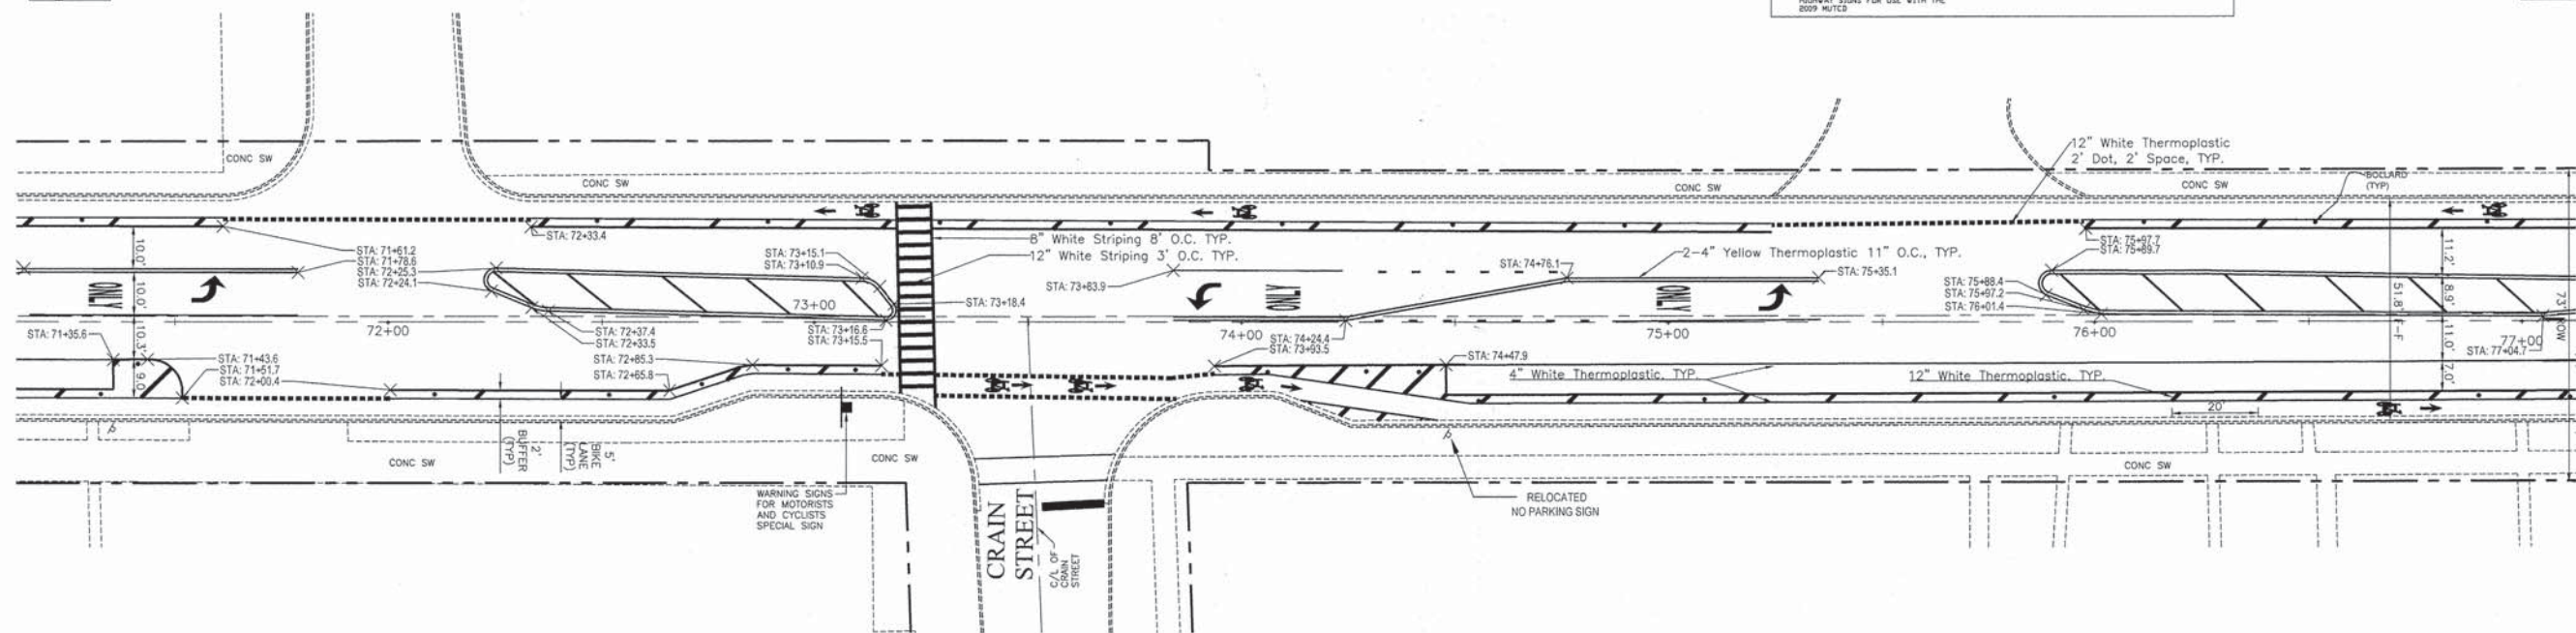 HIGHWAY SIGNS FOR USE WITH THE
2009 MUTCD
12" White Thermoplastic
2' Dot, 2' Space, TYP.
CONC SW
CONC SW
CONC SW
CONC SW
BOLLARD
(TYP)
STA: 71+61.2
STA: 71+78.6
STA: 72+25.3
STA: 72+24.1
STA: 72+33.4
STA: 73+15.1
STA: 73+10.9
8" White Striping 8' O.C. TYP.
12" White Striping 3' O.C. TYP.
STA: 73+83.9
STA: 74+76.1
2-4" Yellow Thermoplastic 11" O.C., TYP.
STA: 75+35.1
STA: 75+97.7
STA: 75+89.7
STA: 75+88.4
STA: 75+97.2
STA: 76+01.4
10.0'
10.0'
10.3'
9.0'
ONLY
ONLY
ONLY
11.2'
8.9'
51.8' F-F
11.0'
7.0'
72+00
73+00
74+00
75+00
76+00
77+00
STA: 73+18.4
STA: 71+35.6
STA: 71+43.6
STA: 71+51.7
STA: 72+00.4
STA: 72+37.4
STA: 72+33.5
STA: 72+85.3
STA: 72+65.8
STA: 73+16.6
STA: 73+15.5
STA: 74+24.4
STA: 73+93.5
STA: 74+47.9
STA: 77+04.7
4" White Thermoplastic, TYP.
12" White Thermoplastic, TYP.
20'
2'
BUFFER
(TYP)
5'
BIKE
LANE
(TYP)
CONC SW
CONC SW
CONC SW
WARNING SIGNS
FOR MOTORISTS
AND CYCLISTS
SPECIAL SIGN
RELOCATED
NO PARKING SIGN
CRAIN
STREET
C/L OF
CRAIN
STREET